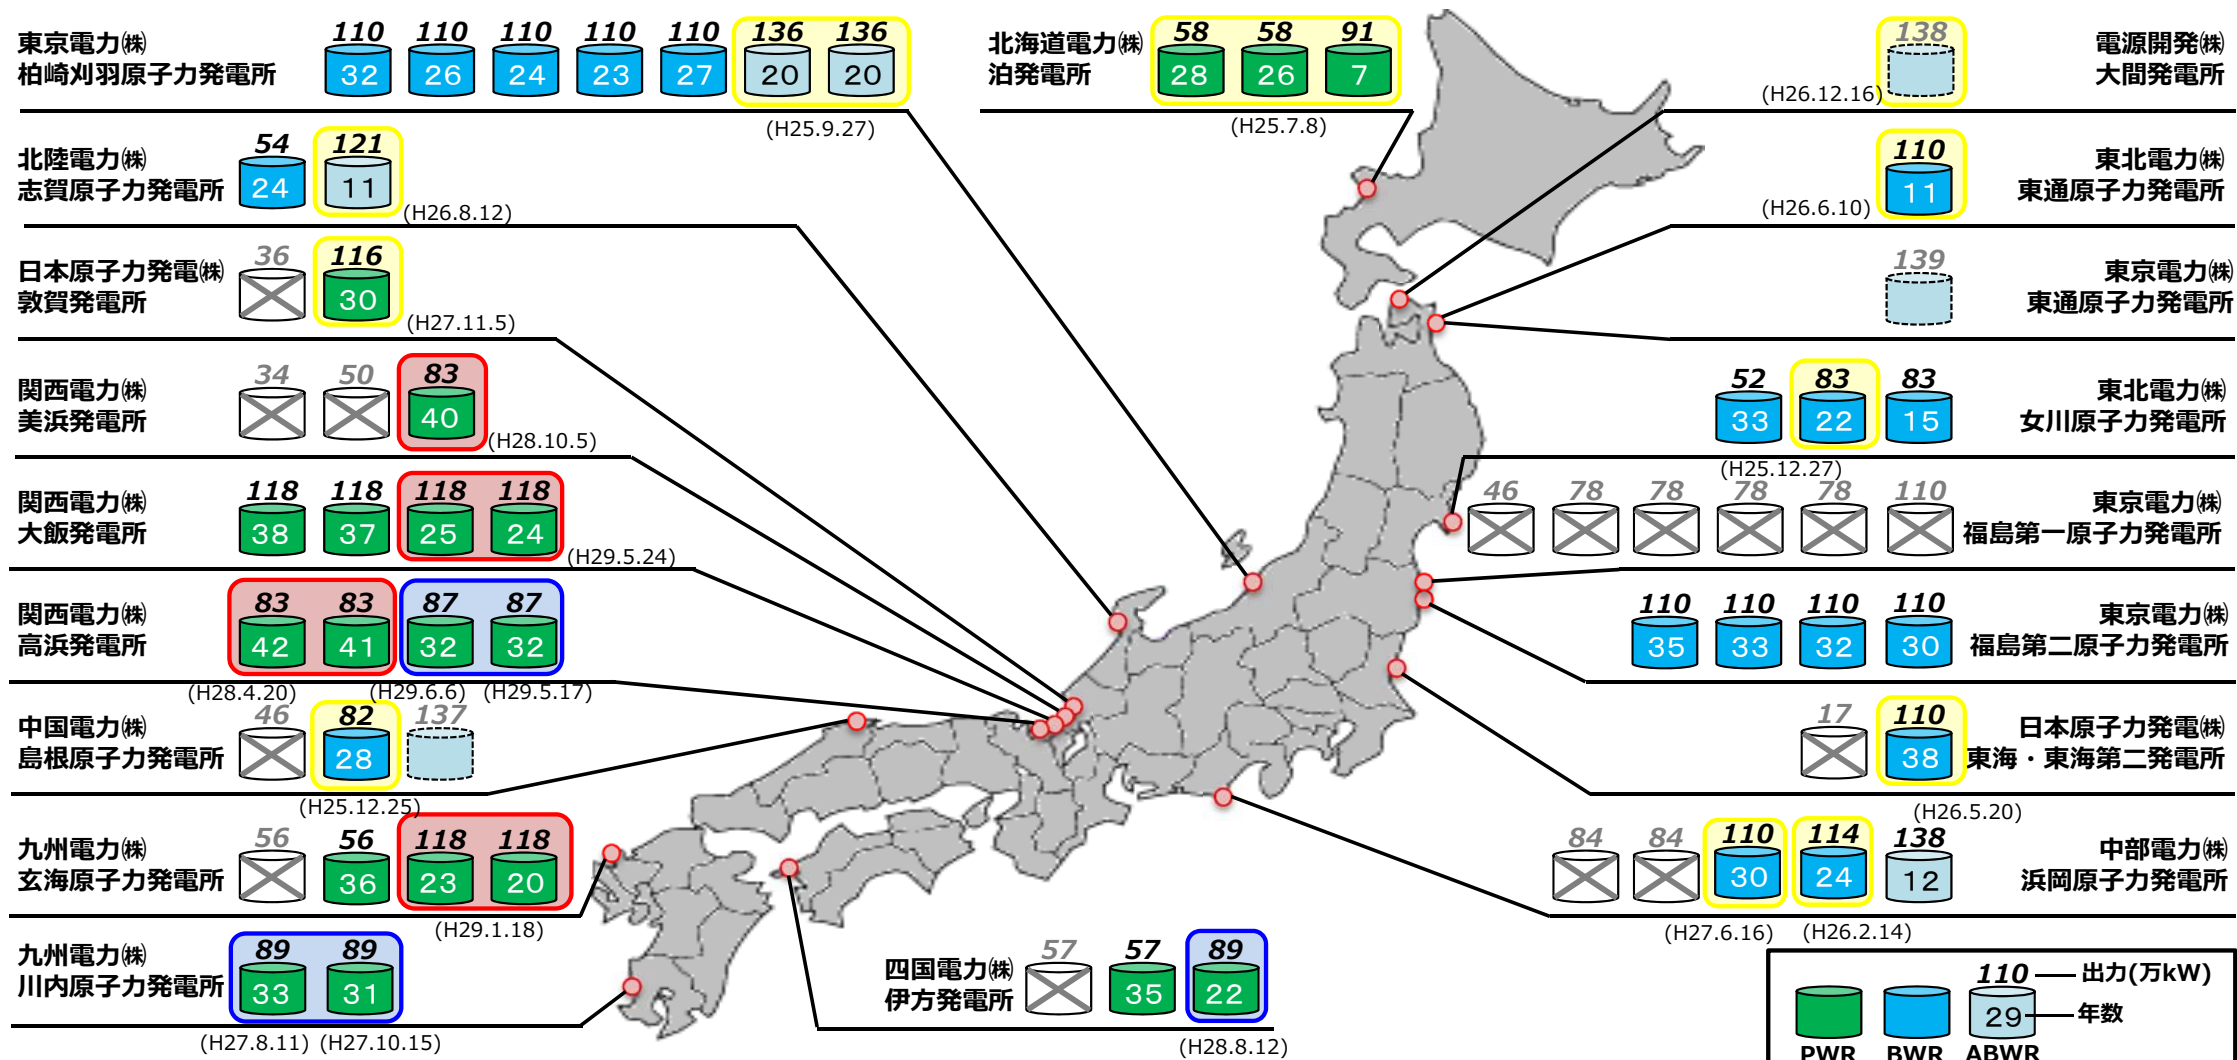 東京電力㈱
柏崎刈羽原子力発電所
110 110 110 110 110 136 136
32 26 24 23 27 20 20
(H25.9.27)
北陸電力㈱
志賀原子力発電所
54 121
24 11
(H26.8.12)
日本原子力発電㈱
敦賀発電所
36 116
30
(H27.11.5)
関西電力㈱
美浜発電所
34 50 83
40
(H28.10.5)
関西電力㈱
大飯発電所
118 118 118 118
38 37 25 24
(H29.5.24)
関西電力㈱
高浜発電所
83 83 87 87
42 41 32 32
(H28.4.20) (H29.6.6) (H29.5.17)
中国電力㈱
島根原子力発電所
46 82 137
28
(H25.12.25)
九州電力㈱
玄海原子力発電所
56 56 118 118
36 23 20
(H29.1.18)
九州電力㈱
川内原子力発電所
89 89
33 31
(H27.8.11) (H27.10.15)
北海道電力㈱
泊発電所
58 58 91
28 26 7
(H25.7.8)
四国電力㈱
伊方発電所
57 57 89
35 22
(H28.8.12)
138
電源開発㈱
大間発電所
(H26.12.16)
110
11
東北電力㈱
東通原子力発電所
(H26.6.10)
139
東京電力㈱
東通原子力発電所
52 83 83
33 22 15
東北電力㈱
女川原子力発電所
(H25.12.27)
46 78 78 78 78 110
東京電力㈱
福島第一原子力発電所
110 110 110 110
35 33 32 30
東京電力㈱
福島第二原子力発電所
17 110
38
日本原子力発電㈱
東海・東海第二発電所
(H26.5.20)
84 84 110 114 138
30 24 12
中部電力㈱
浜岡原子力発電所
(H27.6.16) (H26.2.14)
110 出力(万kW)
29 年数
PWR BWR ABWR